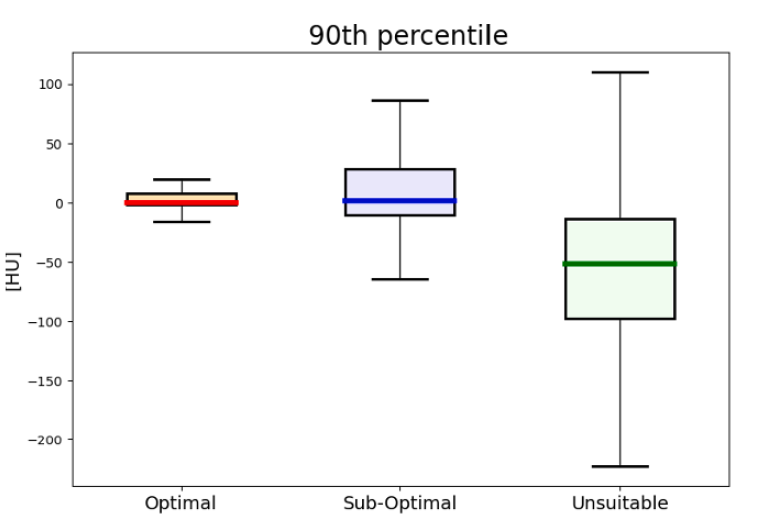 90th percentile
100
50
0
−50
−100
−150
−200
[HU]
Optimal
Sub-Optimal
Unsuitable